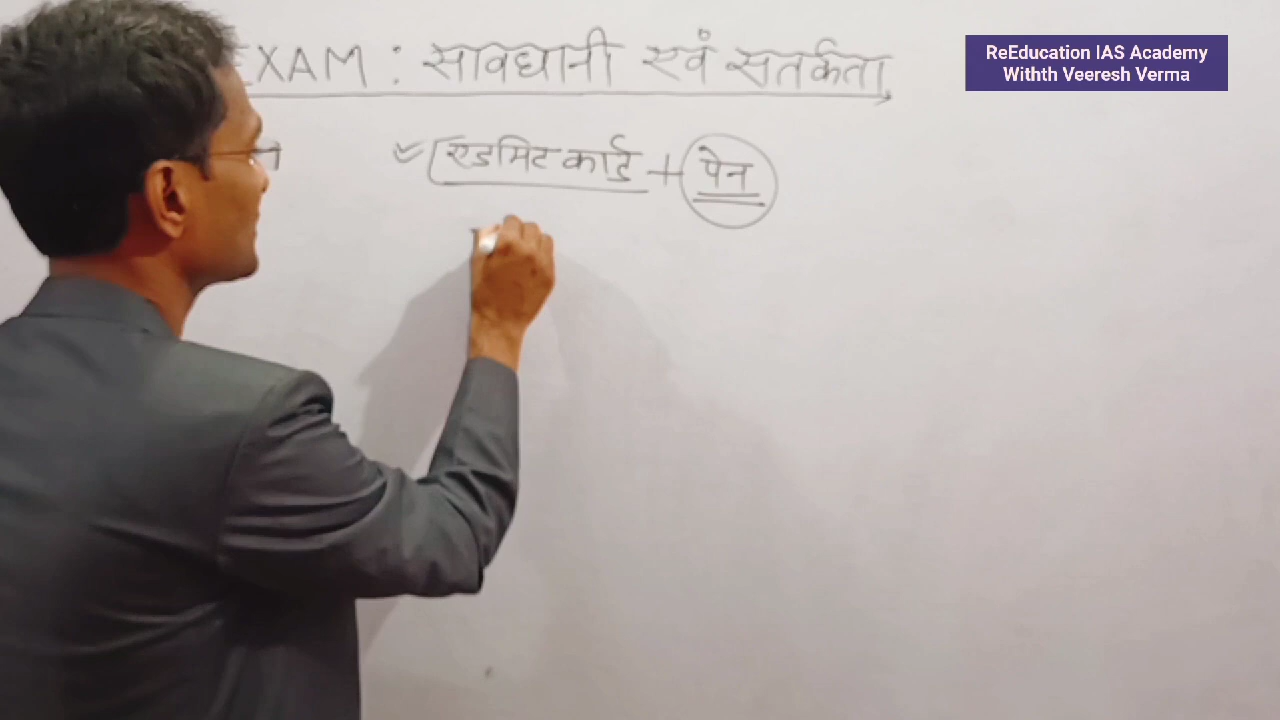 EXAM : सावधानी एवं सतर्कता
ReEducation IAS Academy
Withth Veeresh Verma
एडमिट कार्ड + पेन